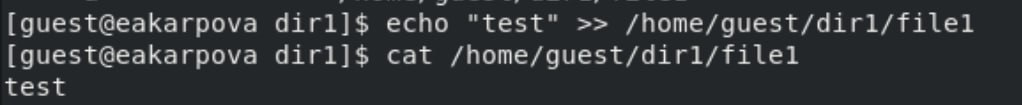 [guest@eakarpova dir1]$ echo "test" >> /home/guest/dir1/file1
[guest@eakarpova dir1]$ cat /home/guest/dir1/file1
test